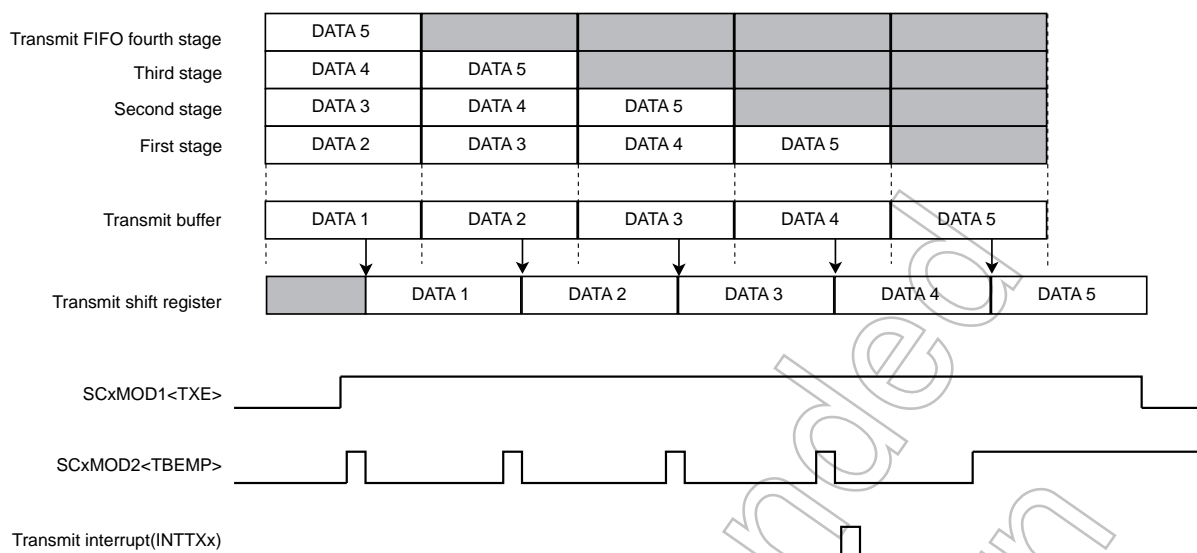 Transmit FIFO fourth stage DATA 5
Third stage DATA 4 DATA 5
Second stage DATA 3 DATA 4 DATA 5
First stage DATA 2 DATA 3 DATA 4 DATA 5
Transmit buffer DATA 1 DATA 2 DATA 3 DATA 4 DATA 5
Transmit shift register DATA 1 DATA 2 DATA 3 DATA 4 DATA 5
SCxMOD1<TXE>
SCxMOD2<TBEMP>
Transmit interrupt(INTTXx)
nded